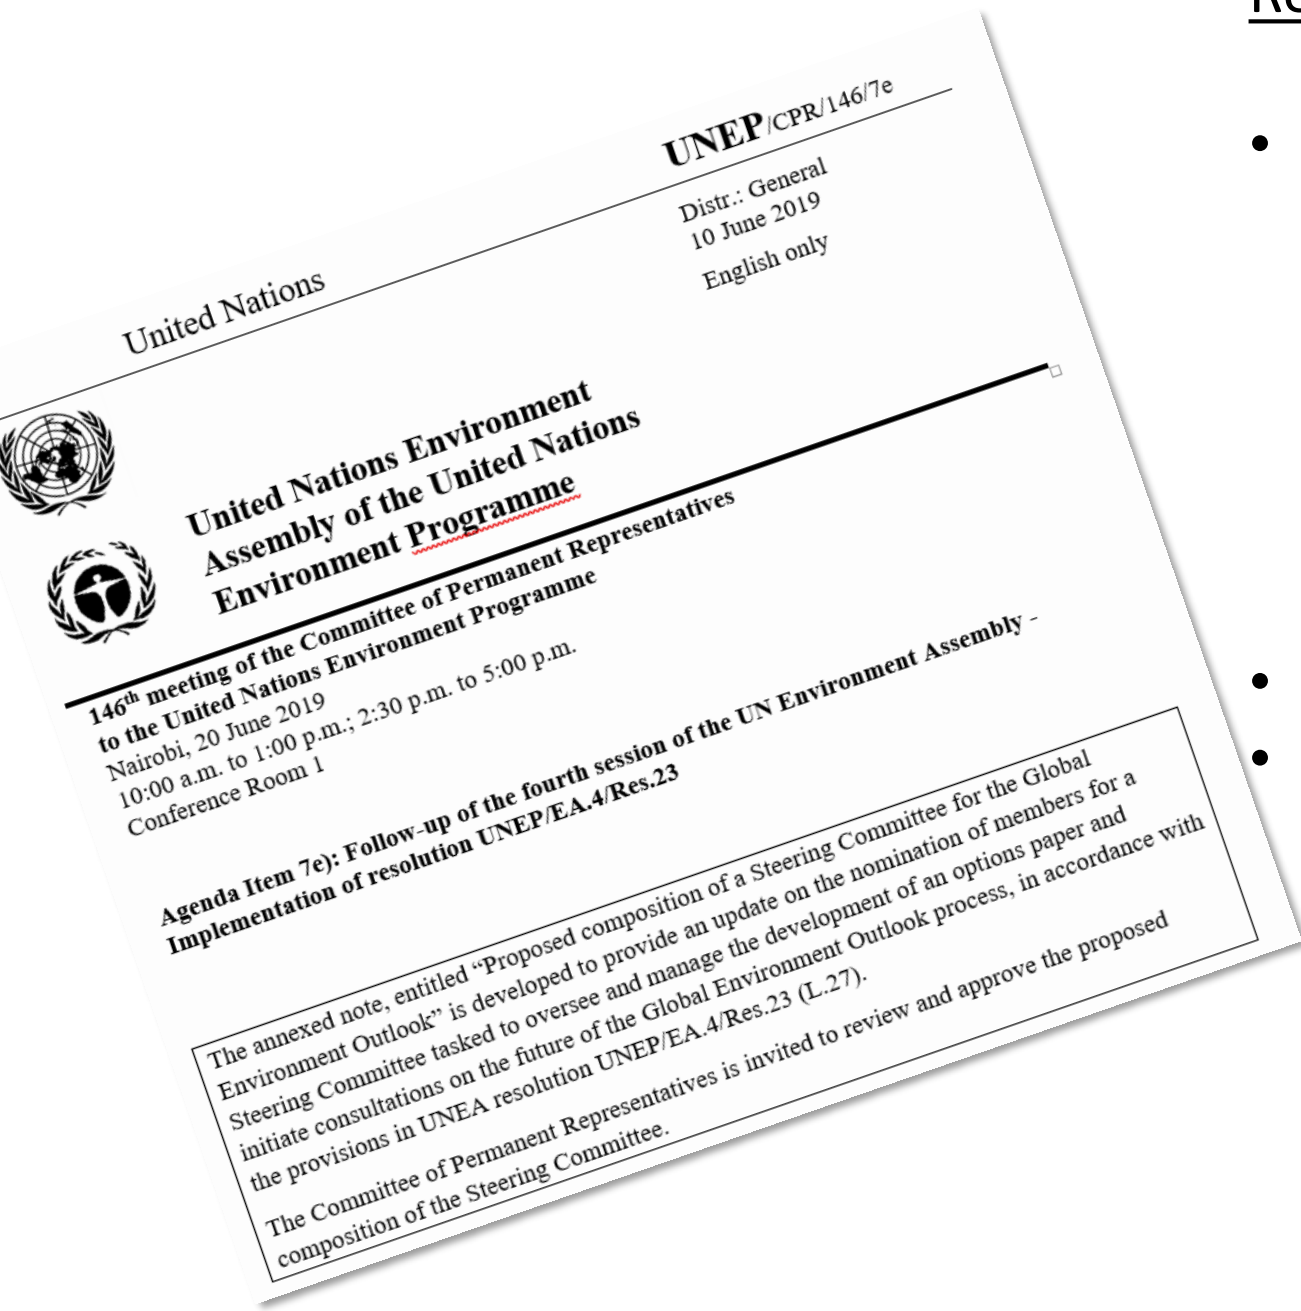 United Nations
UNEP/CPR/146/7e
Distr.: General
10 June 2019
English only
United Nations Environment
Assembly of the United Nations
Environment Programme
146th meeting of the Committee of Permanent Representatives
to the United Nations Environment Programme
Nairobi, 20 June 2019
10:00 a.m. to 1:00 p.m.; 2:30 p.m. to 5:00 p.m.
Conference Room 1
Agenda Item 7e): Follow-up of the fourth session of the UN Environment Assembly -
Implementation of resolution UNEP/EA.4/Res.23
The annexed note, entitled “Proposed composition of a Steering Committee for the Global
Environment Outlook” is developed to provide an update on the nomination of members for a
Steering Committee tasked to oversee and manage the development of an options paper and
initiate consultations on the future of the Global Environment Outlook process, in accordance with
the provisions in UNEA resolution UNEP/EA.4/Res.23 (L.27).
The Committee of Permanent Representatives is invited to review and approve the proposed
composition of the Steering Committee.